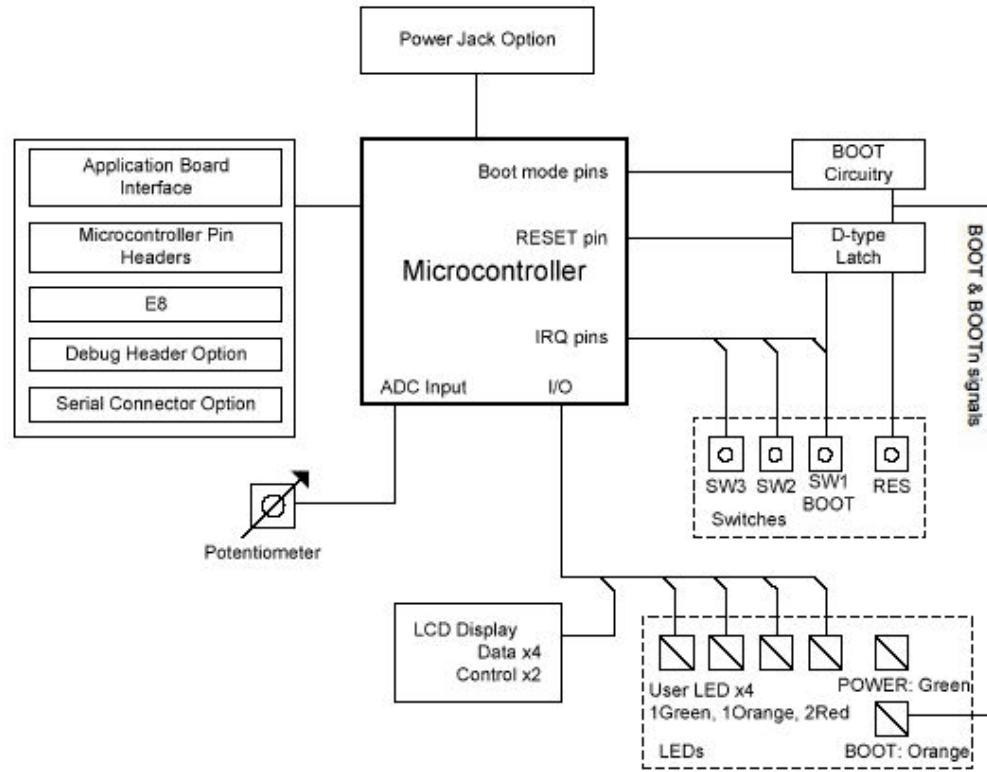 Power Jack Option
Application Board
Interface
Microcontroller Pin
Headers
E8
Debug Header Option
Serial Connector Option
Boot mode pins
RESET pin
Microcontroller
IRQ pins
ADC Input
I/O
BOOT
Circuitry
D-type
Latch
BOOT & BOOTn signals
SW3
SW2
SW1
BOOT
RES
Switches
Potentiometer
LCD Display
Data x4
Control x2
User LED x4
1Green, 1Orange, 2Red
LEDs
POWER: Green
BOOT: Orange